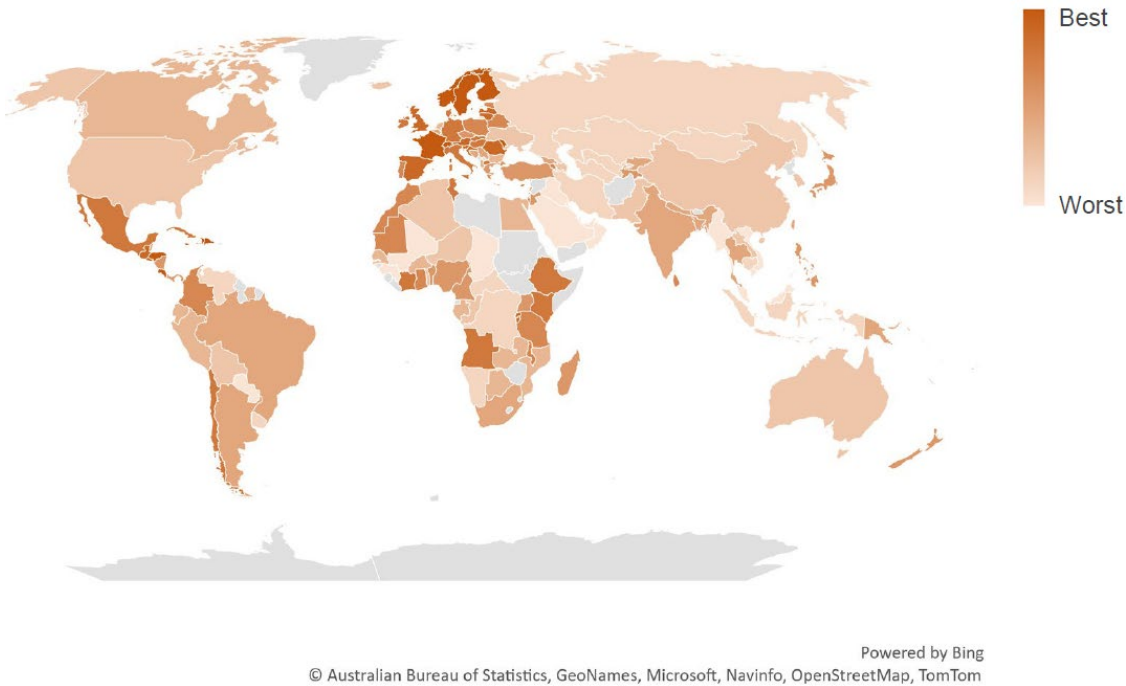 Best
Worst
Powered by Bing
© Australian Bureau of Statistics, GeoNames, Microsoft, Navinfo, OpenStreetMap, TomTom